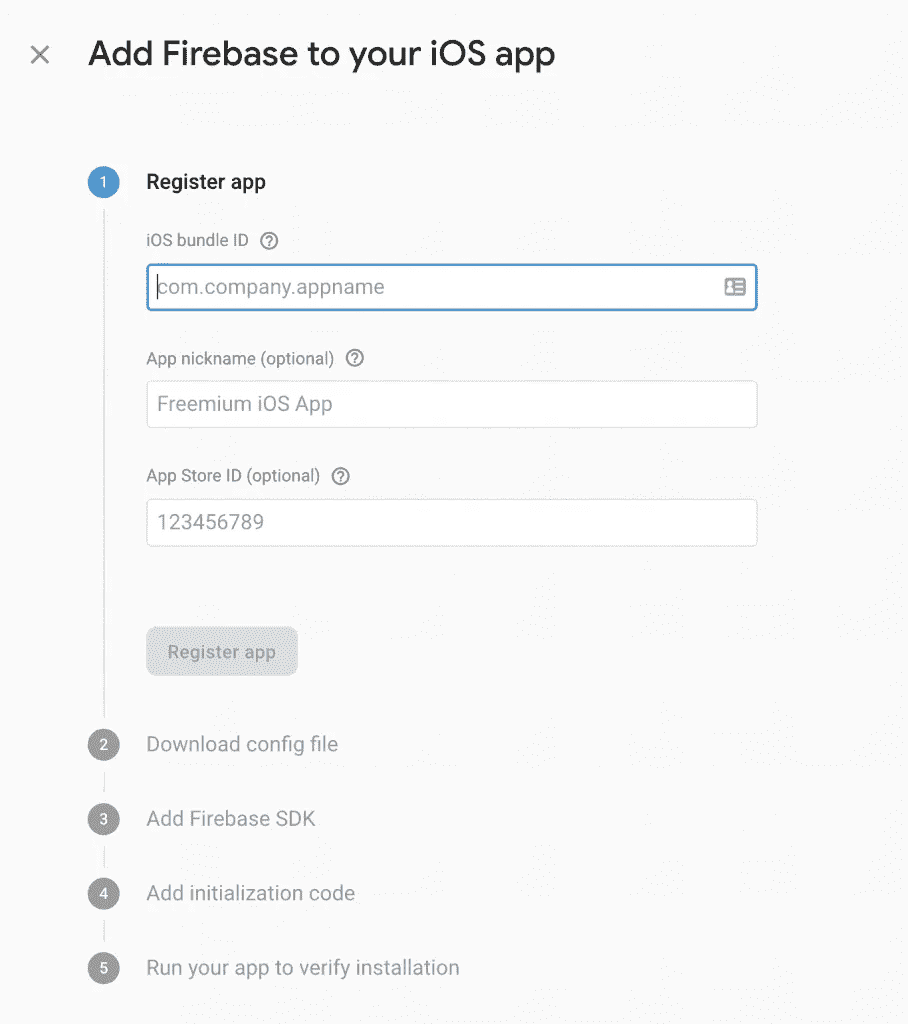 Add Firebase to your iOS app
1 Register app
iOS bundle ID ?
com.company.appname
App nickname (optional) ?
Freemium iOS App
App Store ID (optional) ?
123456789
Register app
2 Download config file
3 Add Firebase SDK
4 Add initialization code
5 Run your app to verify installation